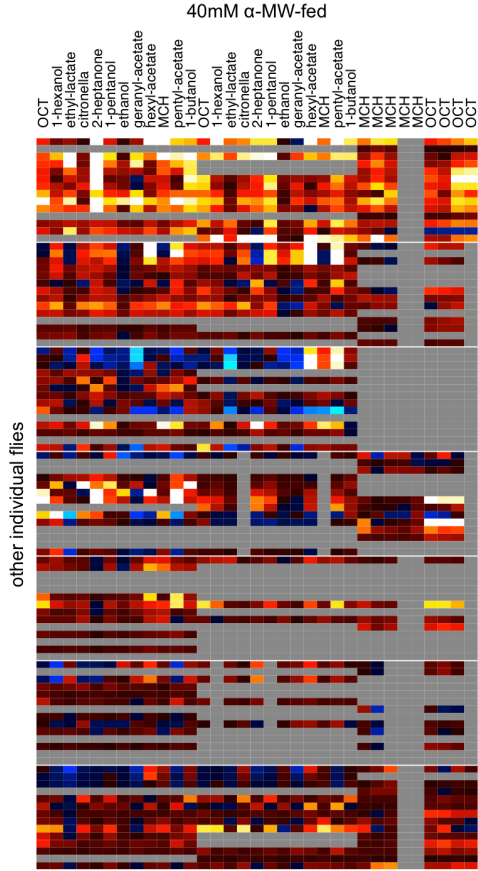 40mM α-MW-fed
OCT
1-hexanol
ethyl-lactate
citronella
2-heptanone
1-pentanol
ethanol
geranyl-acetate
hexyl-acetate
MCH
pentyl-acetate
1-butanol
OCT
1-hexanol
ethyl-lactate
citronella
2-heptanone
1-pentanol
ethanol
geranyl-acetate
hexyl-acetate
MCH
pentyl-acetate
1-butanol
MCH
MCH
MCH
MCH
MCH
OCT
OCT
OCT
OCT
other individual flies